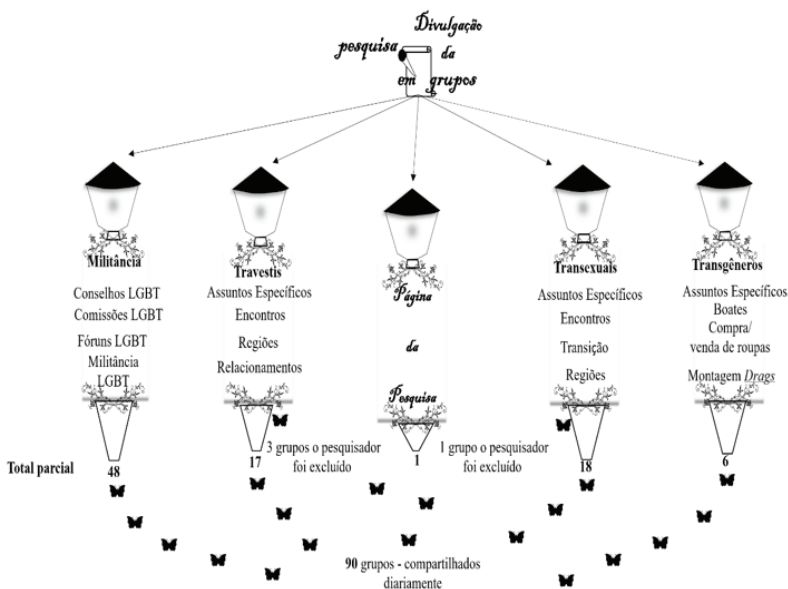 Divulgação
pesquisa da
em grupos
Militância
Conselhos LGBT
Comissões LGBT
Fóruns LGBT
Militância
LGBT
Travestis
Assuntos Específicos
Encontros
Regiões
Relacionamentos
Página
da
Pesquisa
Transexuais
Assuntos Específicos
Encontros
Transição
Regiões
Transgêneros
Assuntos Específicos
Boates
Compra/
venda de roupas
Montagem Drags
3 grupos o pesquisador
foi excluído
1 grupo o pesquisador
foi excluído
Total parcial
48
17
1
18
6
90 grupos - compartilhados
diariamente